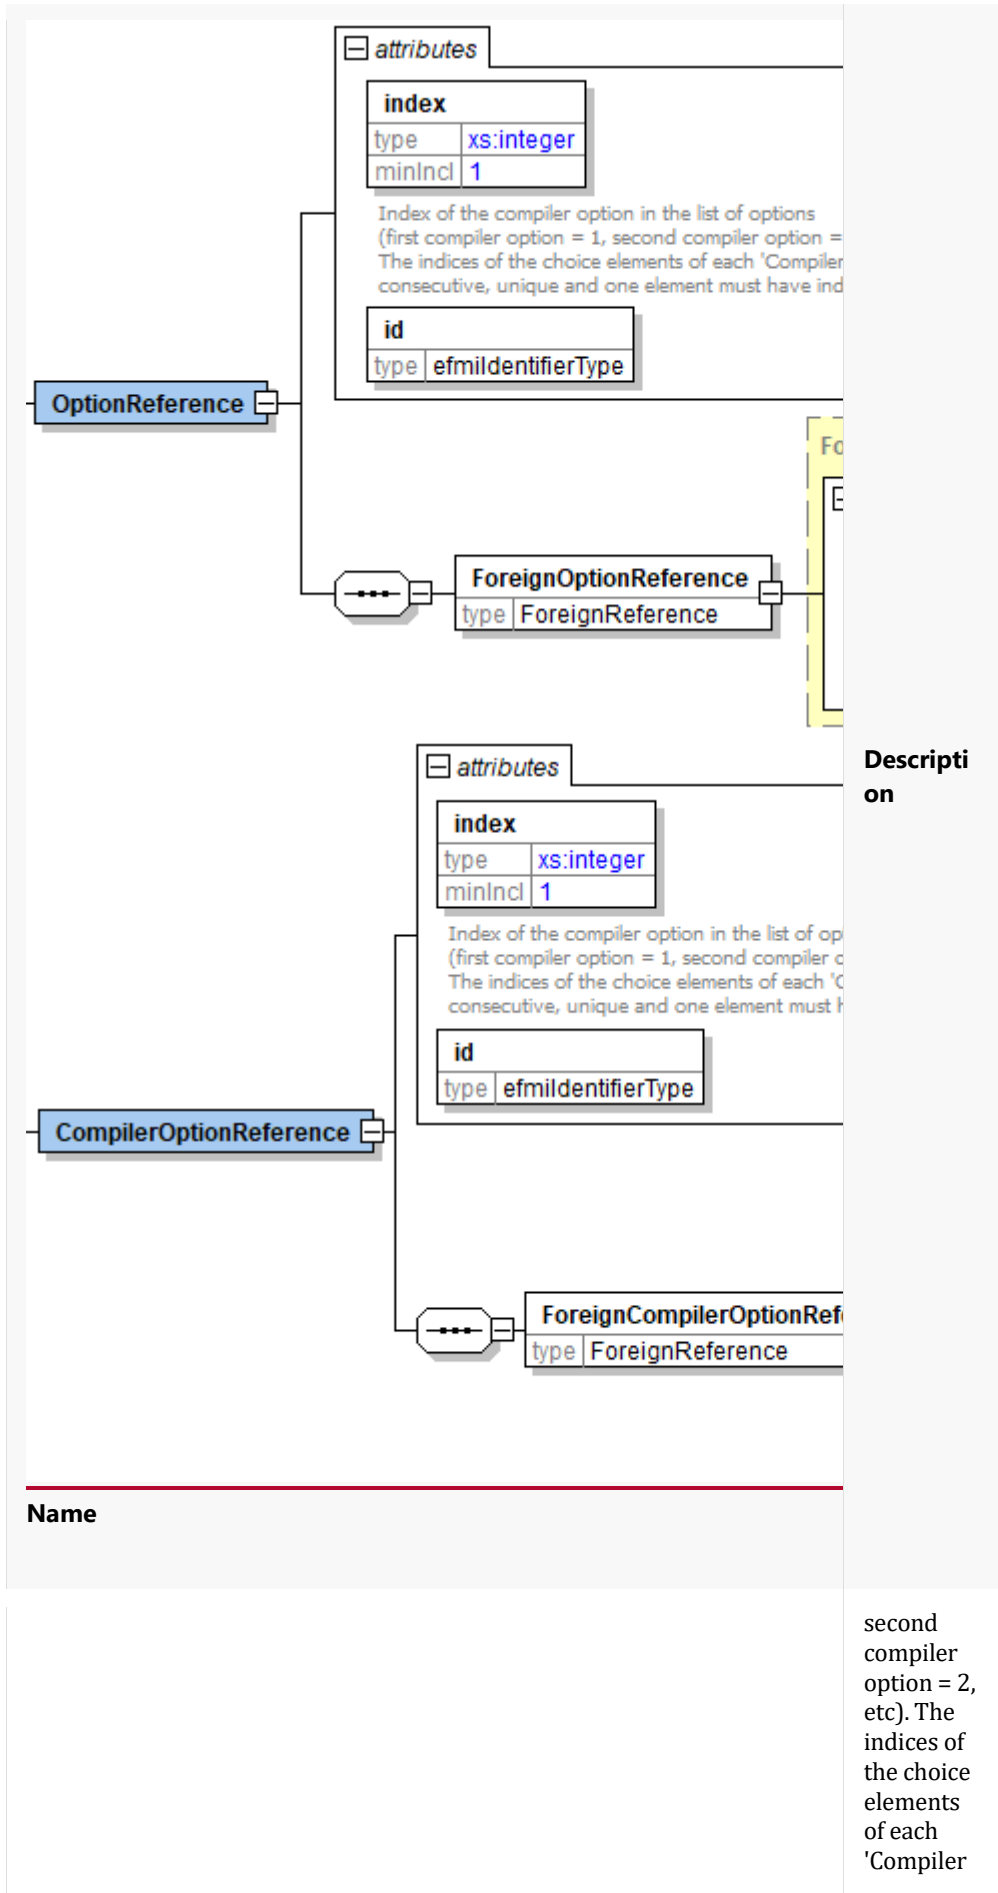 attributes
index
type xs:integer
minIncl 1
Index of the compiler option in the list of options
(first compiler option = 1, second compiler option =
The indices of the choice elements of each 'Compiler
consecutive, unique and one element must have ind
id
type efmiIdentifierType
OptionReference
Fo
ForeignOptionReference
type ForeignReference
attributes
index
type xs:integer
minIncl 1
Index of the compiler option in the list of op
(first compiler option = 1, second compiler o
The indices of the choice elements of each 'C
consecutive, unique and one element must h
id
type efmiIdentifierType
CompilerOptionReference
ForeignCompilerOptionRef
type ForeignReference
Name
Descripti
on
second
compiler
option = 2,
etc). The
indices of
the choice
elements
of each
'Compiler